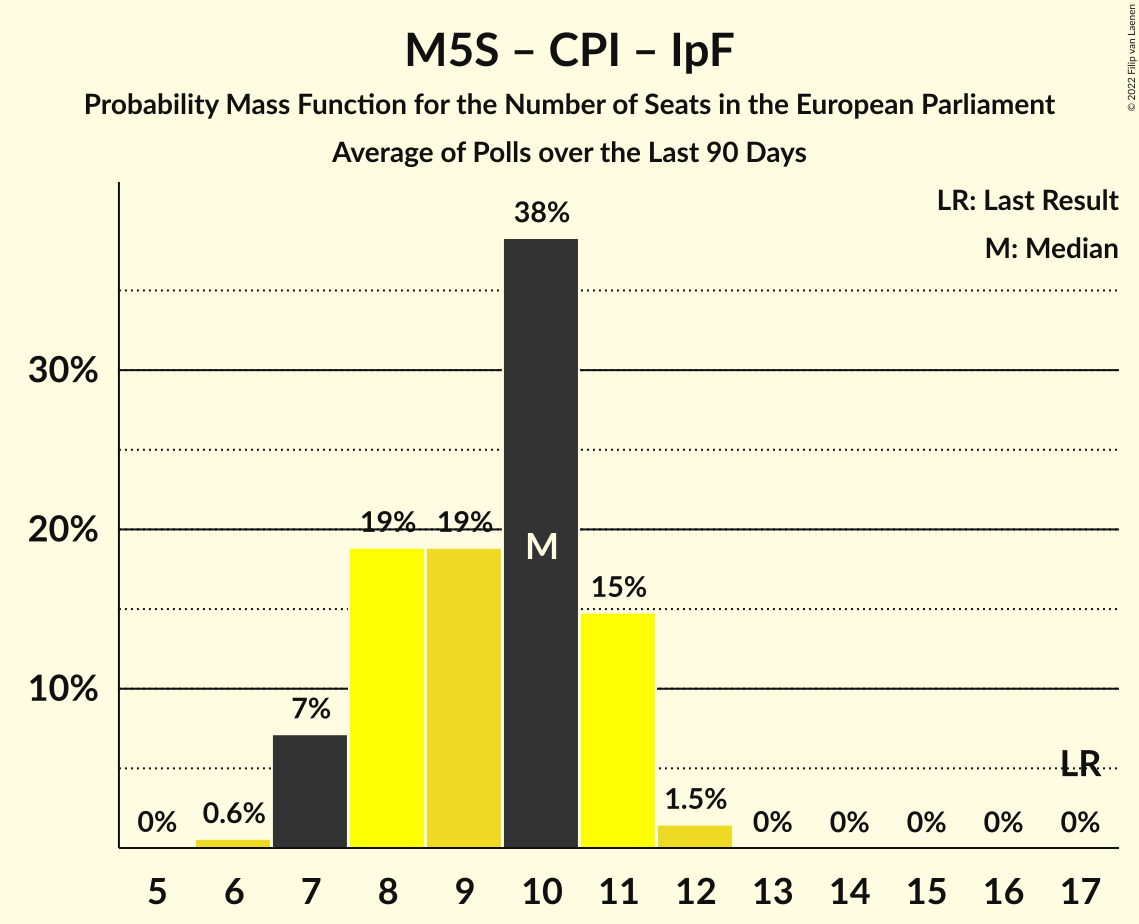 M5S – CPI – IpF
Probability Mass Function for the Number of Seats in the European Parliament
Average of Polls over the Last 90 Days
© 2022 Filip van Laenen
LR: Last Result
M: Median
38%
30%
19% 19%
20%
M
15%
10%
7%
LR
0% 0.6% 1.5% 0% 0% 0% 0% 0%
5 6 7 8 9 10 11 12 13 14 15 16 17